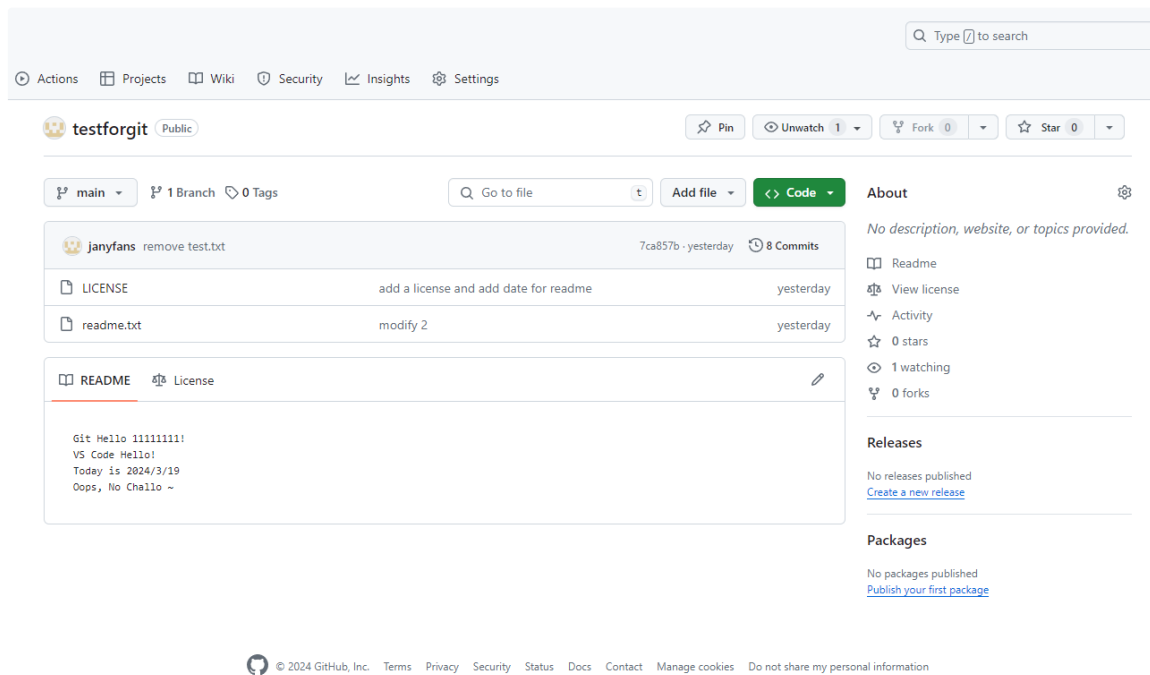 Type / to search
Actions Projects Wiki Security Insights Settings
testforgit Public Pin Unwatch 1 Fork 0 Star 0
main 1 Branch 0 Tags Go to file t Add file Code
janyfans remove test.txt 7ca857b · yesterday 8 Commits
LICENSE add a license and add date for readme yesterday
readme.txt modify 2 yesterday
README License
Git Hello 11111111!
VS Code Hello!
Today is 2024/3/19
Oops, No Challo ~
About
No description, website, or topics provided.
Readme
View license
Activity
0 stars
1 watching
0 forks
Releases
No releases published
Create a new release
Packages
No packages published
Publish your first package
© 2024 GitHub, Inc. Terms Privacy Security Status Docs Contact Manage cookies Do not share my personal information